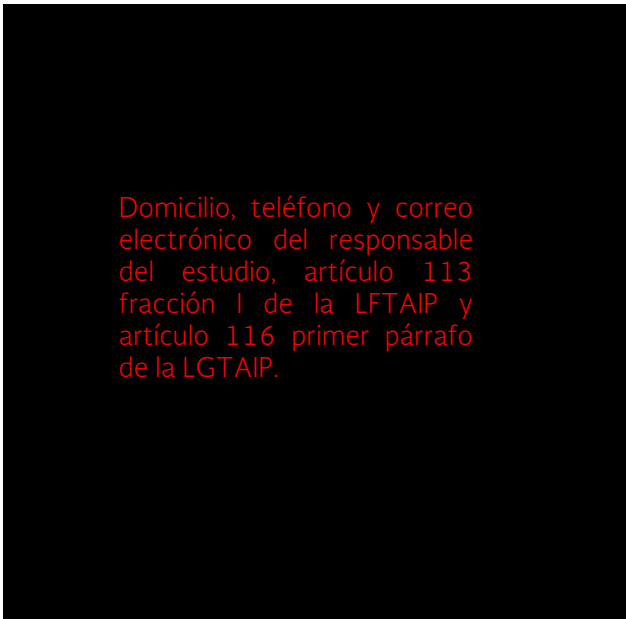 Domicilio, teléfono y correo
electrónico del responsable
del estudio, artículo 113
fracción I de la LFTAIP y
artículo 116 primer párrafo
de la LGTAIP.